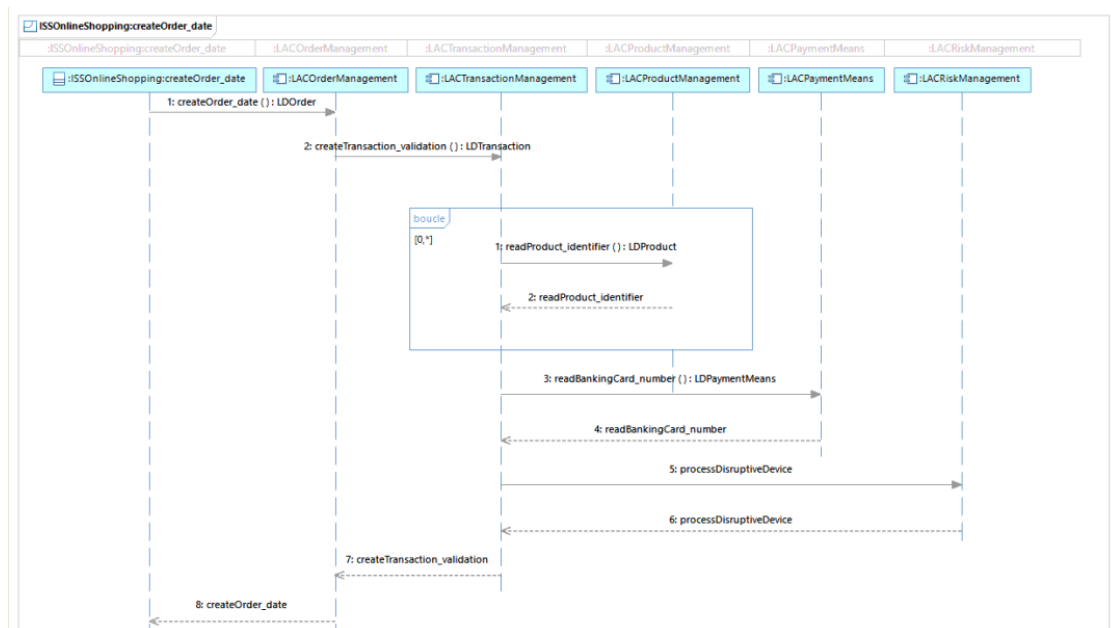 ISSOnlineShopping:createOrder_date
:ISSOnlineShopping:createOrder_date :LACOrderManagement :LACTransactionManagement :LACProductManagement :LACPaymentMeans :LACRiskManagement
:ISSOnlineShopping:createOrder_date :LACOrderManagement :LACTransactionManagement :LACProductManagement :LACPaymentMeans :LACRiskManagement
1: createOrder_date ( ) : LDOrder
2: createTransaction_validation ( ) : LDTransaction
boucle
[0,*]
1: readProduct_identifier ( ) : LDProduct
2: readProduct_identifier
3: readBankingCard_number ( ) : LDPaymentMeans
4: readBankingCard_number
5: processDisruptiveDevice
6: processDisruptiveDevice
7: createTransaction_validation
8: createOrder_date